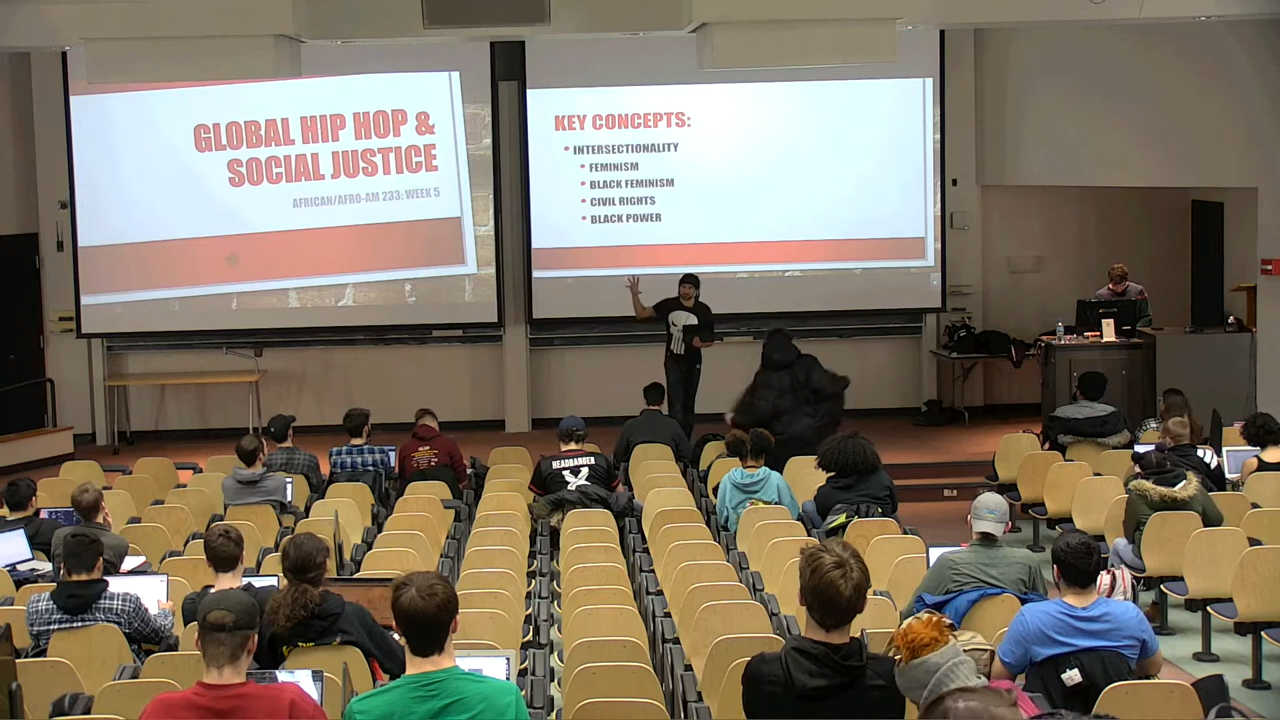 GLOBAL HIP HOP &
SOCIAL JUSTICE
AFRICAN/AFRO-AM 233: WEEK 5
KEY CONCEPTS:
• INTERSECTIONALITY
• FEMINISM
• BLACK FEMINISM
• CIVIL RIGHTS
• BLACK POWER
HEADBANGER